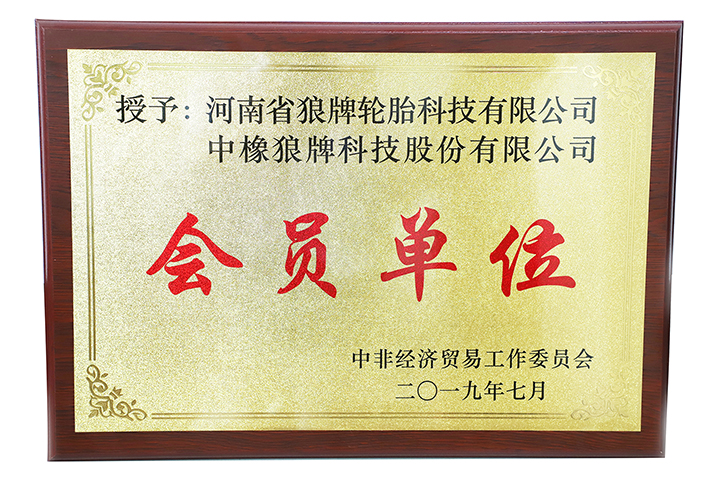 授予：河南省狼牌轮胎科技有限公司
中橡狼牌科技股份有限公司
会员单位
中非经济贸易工作委员会
二〇一九年七月